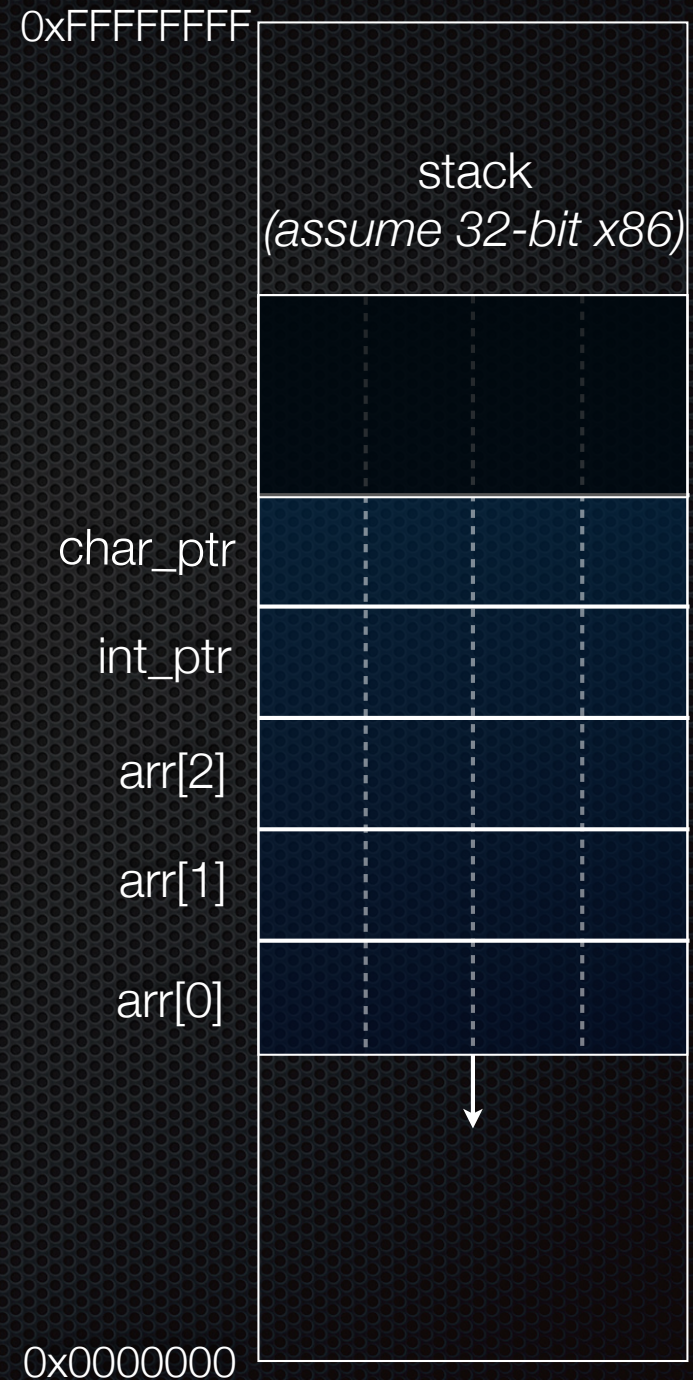 0xFFFFFFFF
stack
(assume 32-bit x86)
char_ptr
int_ptr
arr[2]
arr[1]
arr[0]
0x0000000